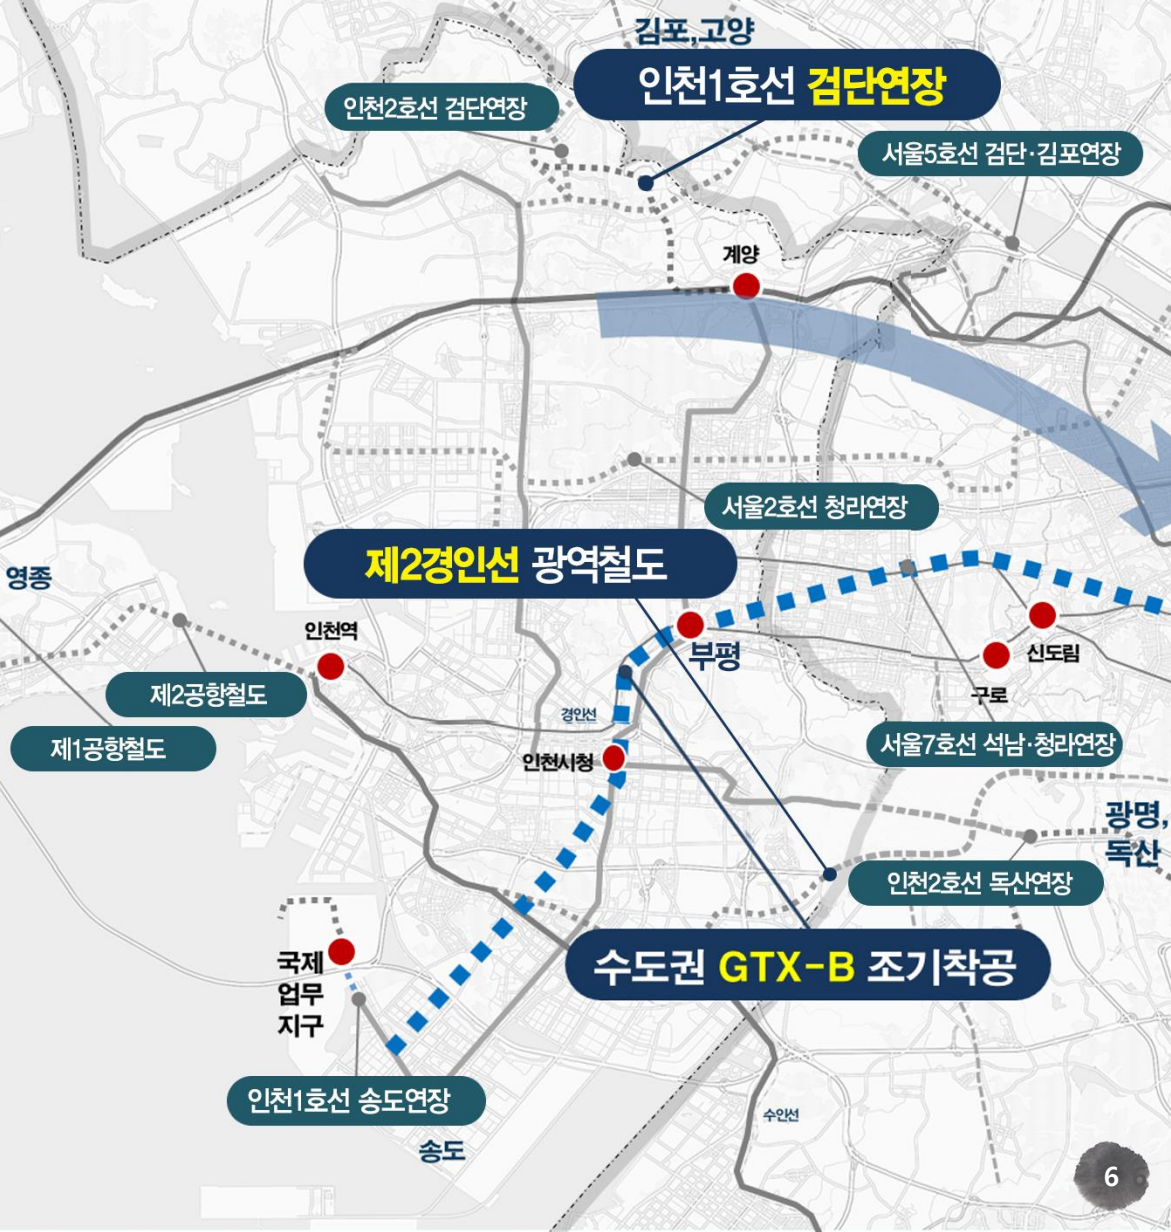 김포,고양
인천1호선 검단연장
인천2호선 검단연장
서울5호선 검단·김포연장
계양
서울2호선 청라연장
제2경인선 광역철도
영종
인천역
부평
신도림
구로
제2공항철도
경인선
제1공항철도
인천시청
서울7호선 석남·청라연장
광명,
독산
인천2호선 독산연장
수도권 GTX-B 조기착공
국제
업무
지구
인천1호선 송도연장
수인선
송도
6